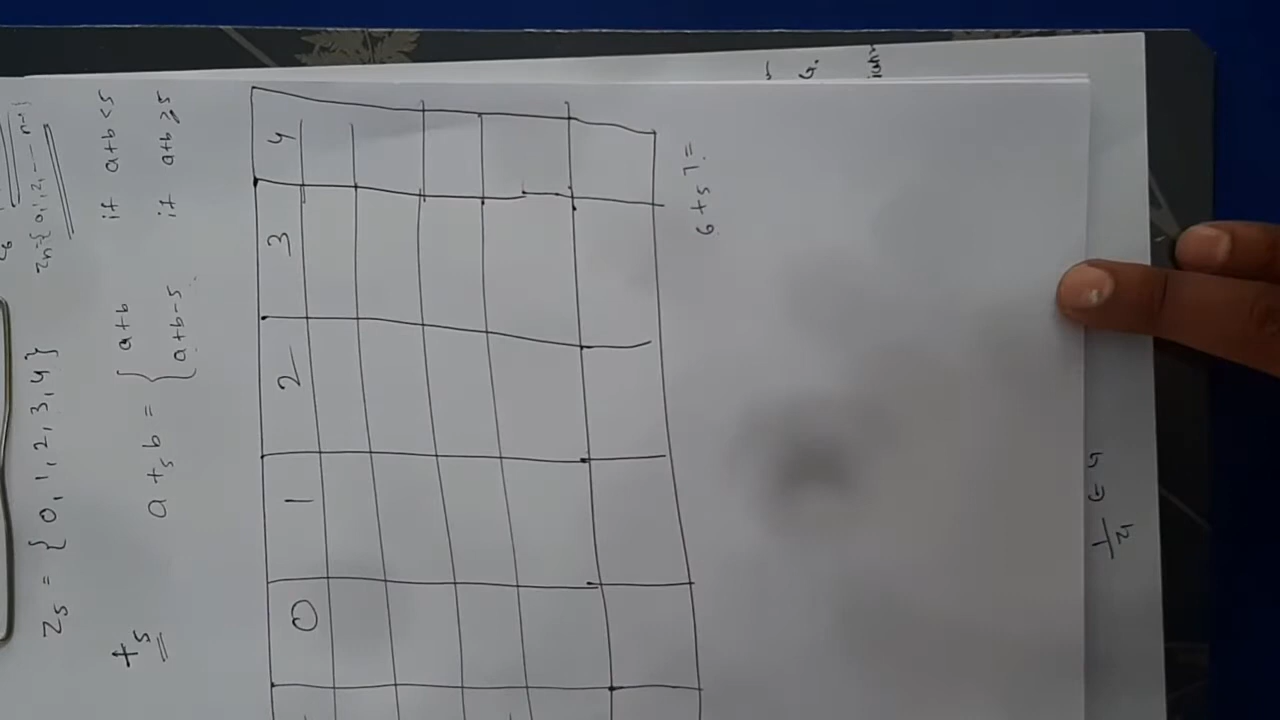 Zn={0,1,2,---n-1}
Z5 = {0,1,2,3,4}
+5 a +5 b = { a+b if a+b<5
{ a+b-5 if a+b≥5
0 1 2 3 4
6+5 7=